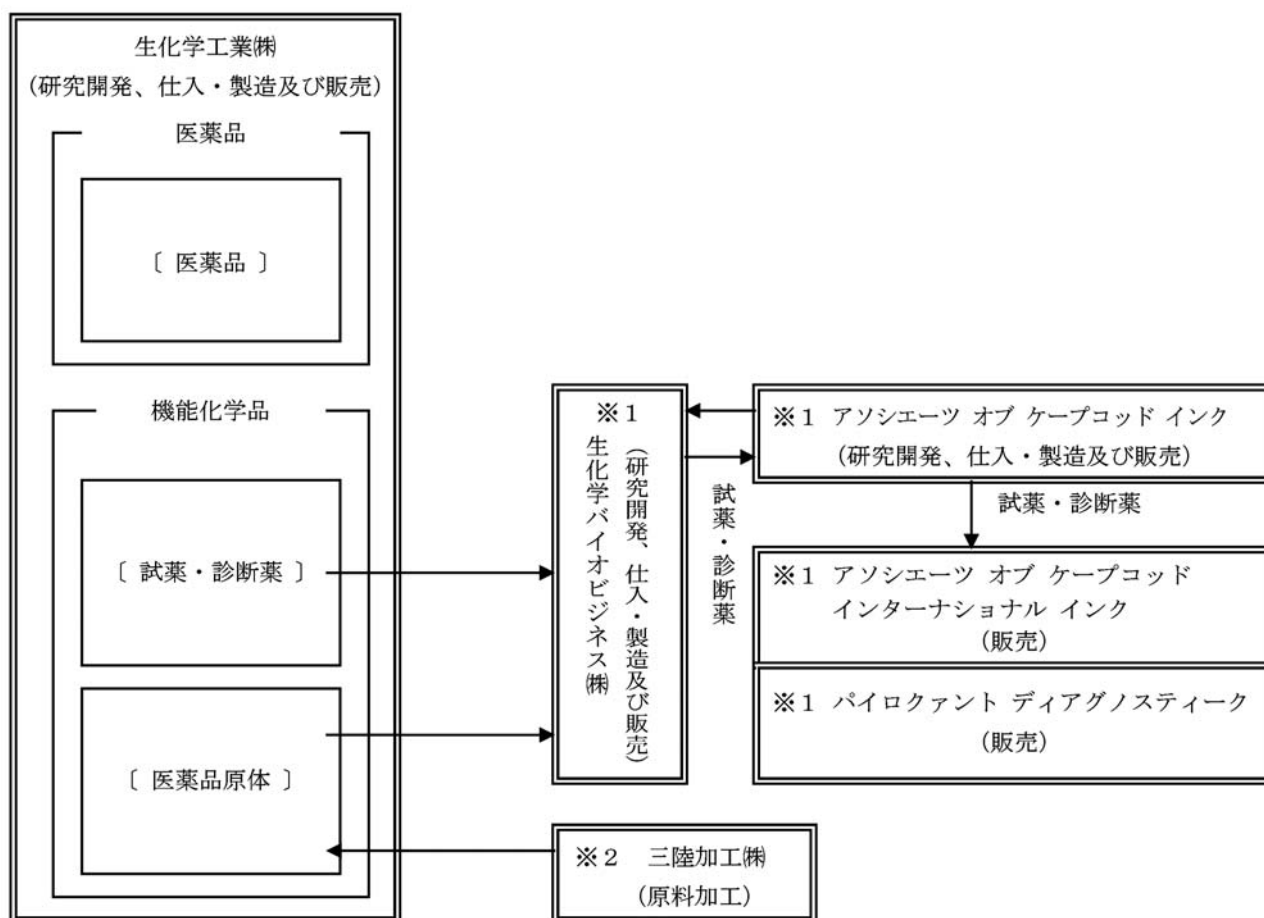 生化学工業㈱
(研究開発、仕入・製造及び販売)
医薬品
〔 医薬品 〕
機能化学品
〔 試薬・診断薬 〕
〔 医薬品原体 〕
※1
生化学バイオビジネス㈱
(研究開発、仕入・製造及び販売)
試薬・診断薬
※1 アソシエーツ オブ ケープコッド インク
(研究開発、仕入・製造及び販売)
試薬・診断薬
※1 アソシエーツ オブ ケープコッド
インターナショナル インク
(販売)
※1 パイロクァント ディアグノスティーク
(販売)
※2 三陸加工㈱
(原料加工)